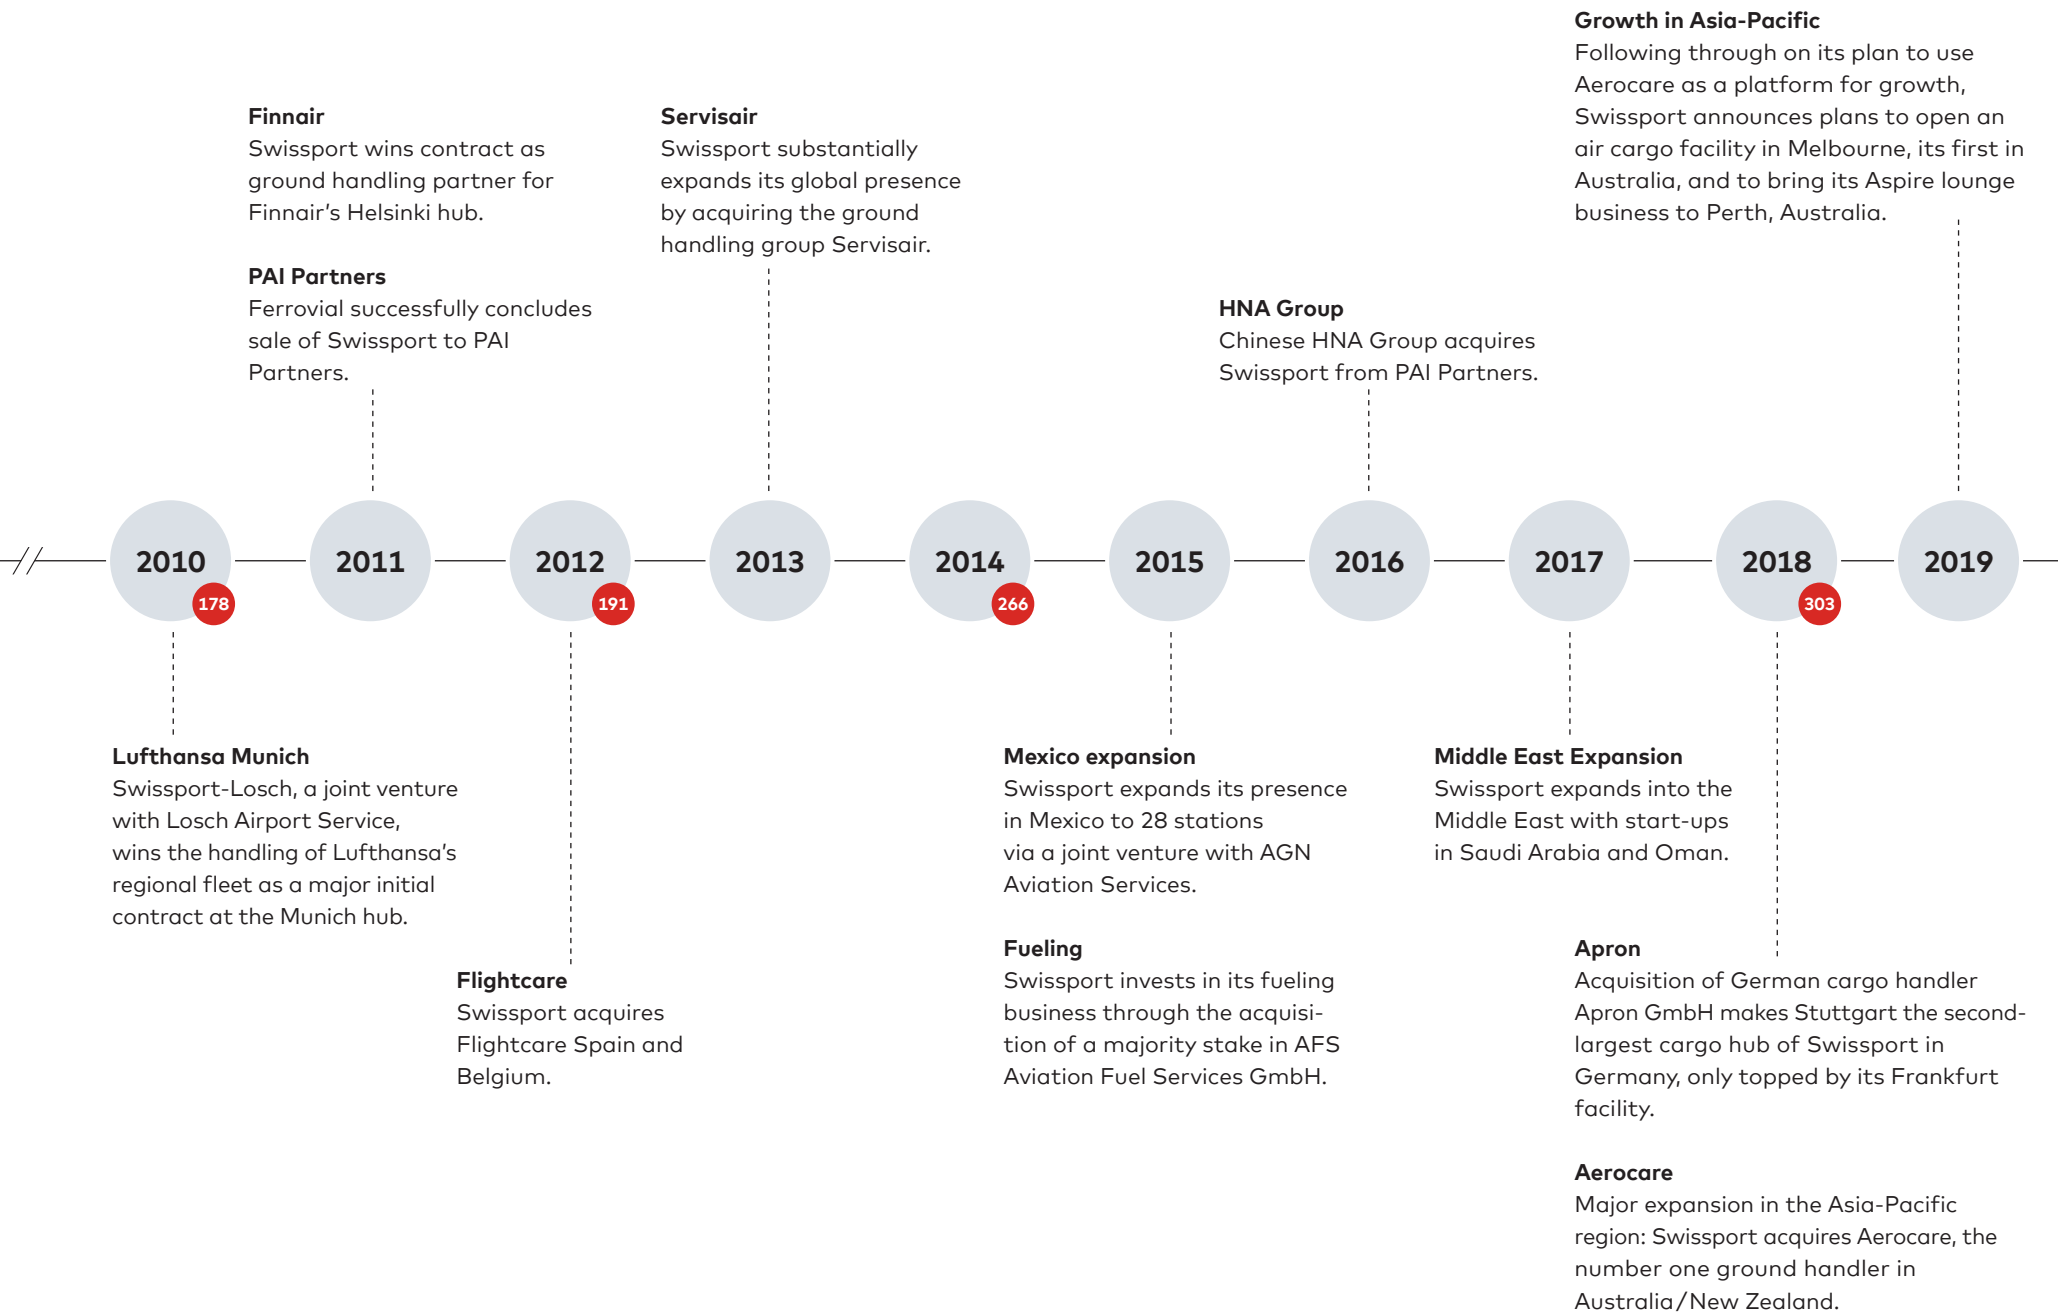 Growth in Asia-Pacific
Following through on its plan to use
Aerocare as a platform for growth,
Swissport announces plans to open an
air cargo facility in Melbourne, its first in
Australia, and to bring its Aspire lounge
business to Perth, Australia.
Finnair
Swissport wins contract as
ground handling partner for
Finnair's Helsinki hub.
PAI Partners
Ferrovial successfully concludes
sale of Swissport to PAI
Partners.
Servisair
Swissport substantially
expands its global presence
by acquiring the ground
handling group Servisair.
HNA Group
Chinese HNA Group acquires
Swissport from PAI Partners.
2010
178
2011
2012
191
2013
2014
266
2015
2016
2017
2018
303
2019
Lufthansa Munich
Swissport-Losch, a joint venture
with Losch Airport Service,
wins the handling of Lufthansa's
regional fleet as a major initial
contract at the Munich hub.
Flightcare
Swissport acquires
Flightcare Spain and
Belgium.
Mexico expansion
Swissport expands its presence
in Mexico to 28 stations
via a joint venture with AGN
Aviation Services.
Fueling
Swissport invests in its fueling
business through the acquisi-
tion of a majority stake in AFS
Aviation Fuel Services GmbH.
Middle East Expansion
Swissport expands into the
Middle East with start-ups
in Saudi Arabia and Oman.
Apron
Acquisition of German cargo handler
Apron GmbH makes Stuttgart the second-
largest cargo hub of Swissport in
Germany, only topped by its Frankfurt
facility.
Aerocare
Major expansion in the Asia-Pacific
region: Swissport acquires Aerocare, the
number one ground handler in
Australia/New Zealand.